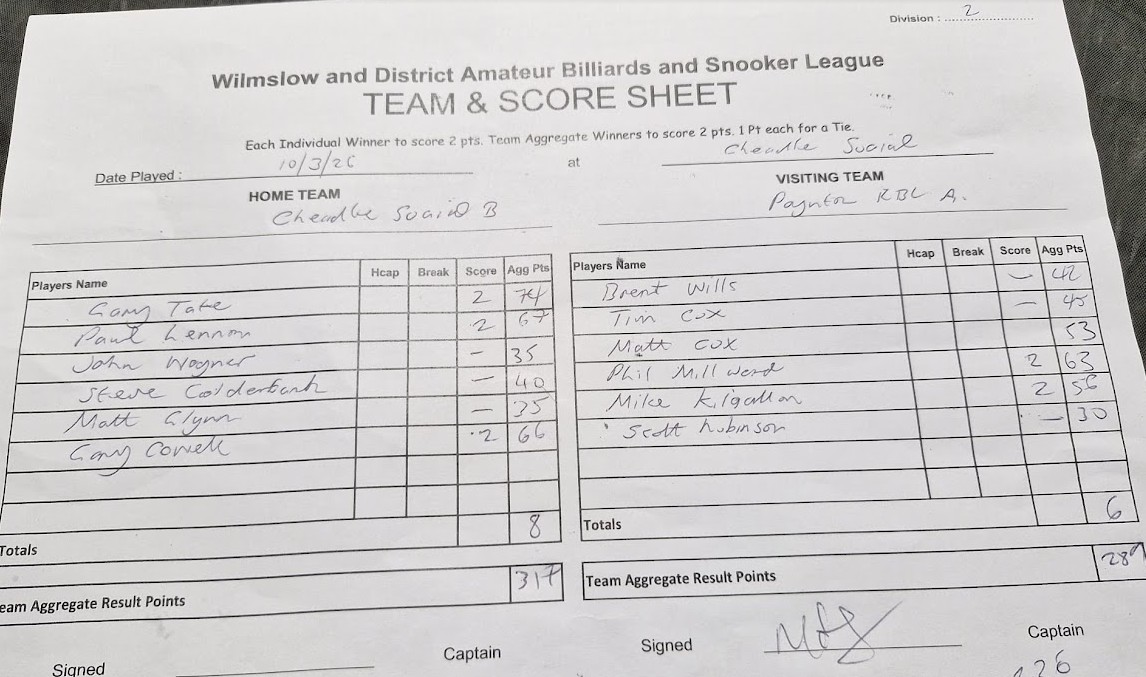 Division : 2
Wilmslow and District Amateur Billiards and Snooker League
TEAM & SCORE SHEET
Each Individual Winner to score 2 pts. Team Aggregate Winners to score 2 pts. 1 Pt each for a Tie.
Date Played : 10/3/26 at Cheadle Social
HOME TEAM
Cheadle Social B
VISITING TEAM
Poynton RBL A.
Players Name Hcap Break Score Agg Pts
Gary Tate 2 74
Paul Lennon 2 67
John Wagner - 35
Steve Calderbank - 40
Matt Glynn - 35
Gary Cowell 2 66
Totals 8
eam Aggregate Result Points 317
Signed Captain
Players Name Hcap Break Score Agg Pts
Brent Wills - 42
Tim Cox - 45
Matt Cox 53
Phil Millward 2 63
Mike Kilgallon 2 56
Scott Robinson - 30
Totals 6
Team Aggregate Result Points 289
Signed Captain